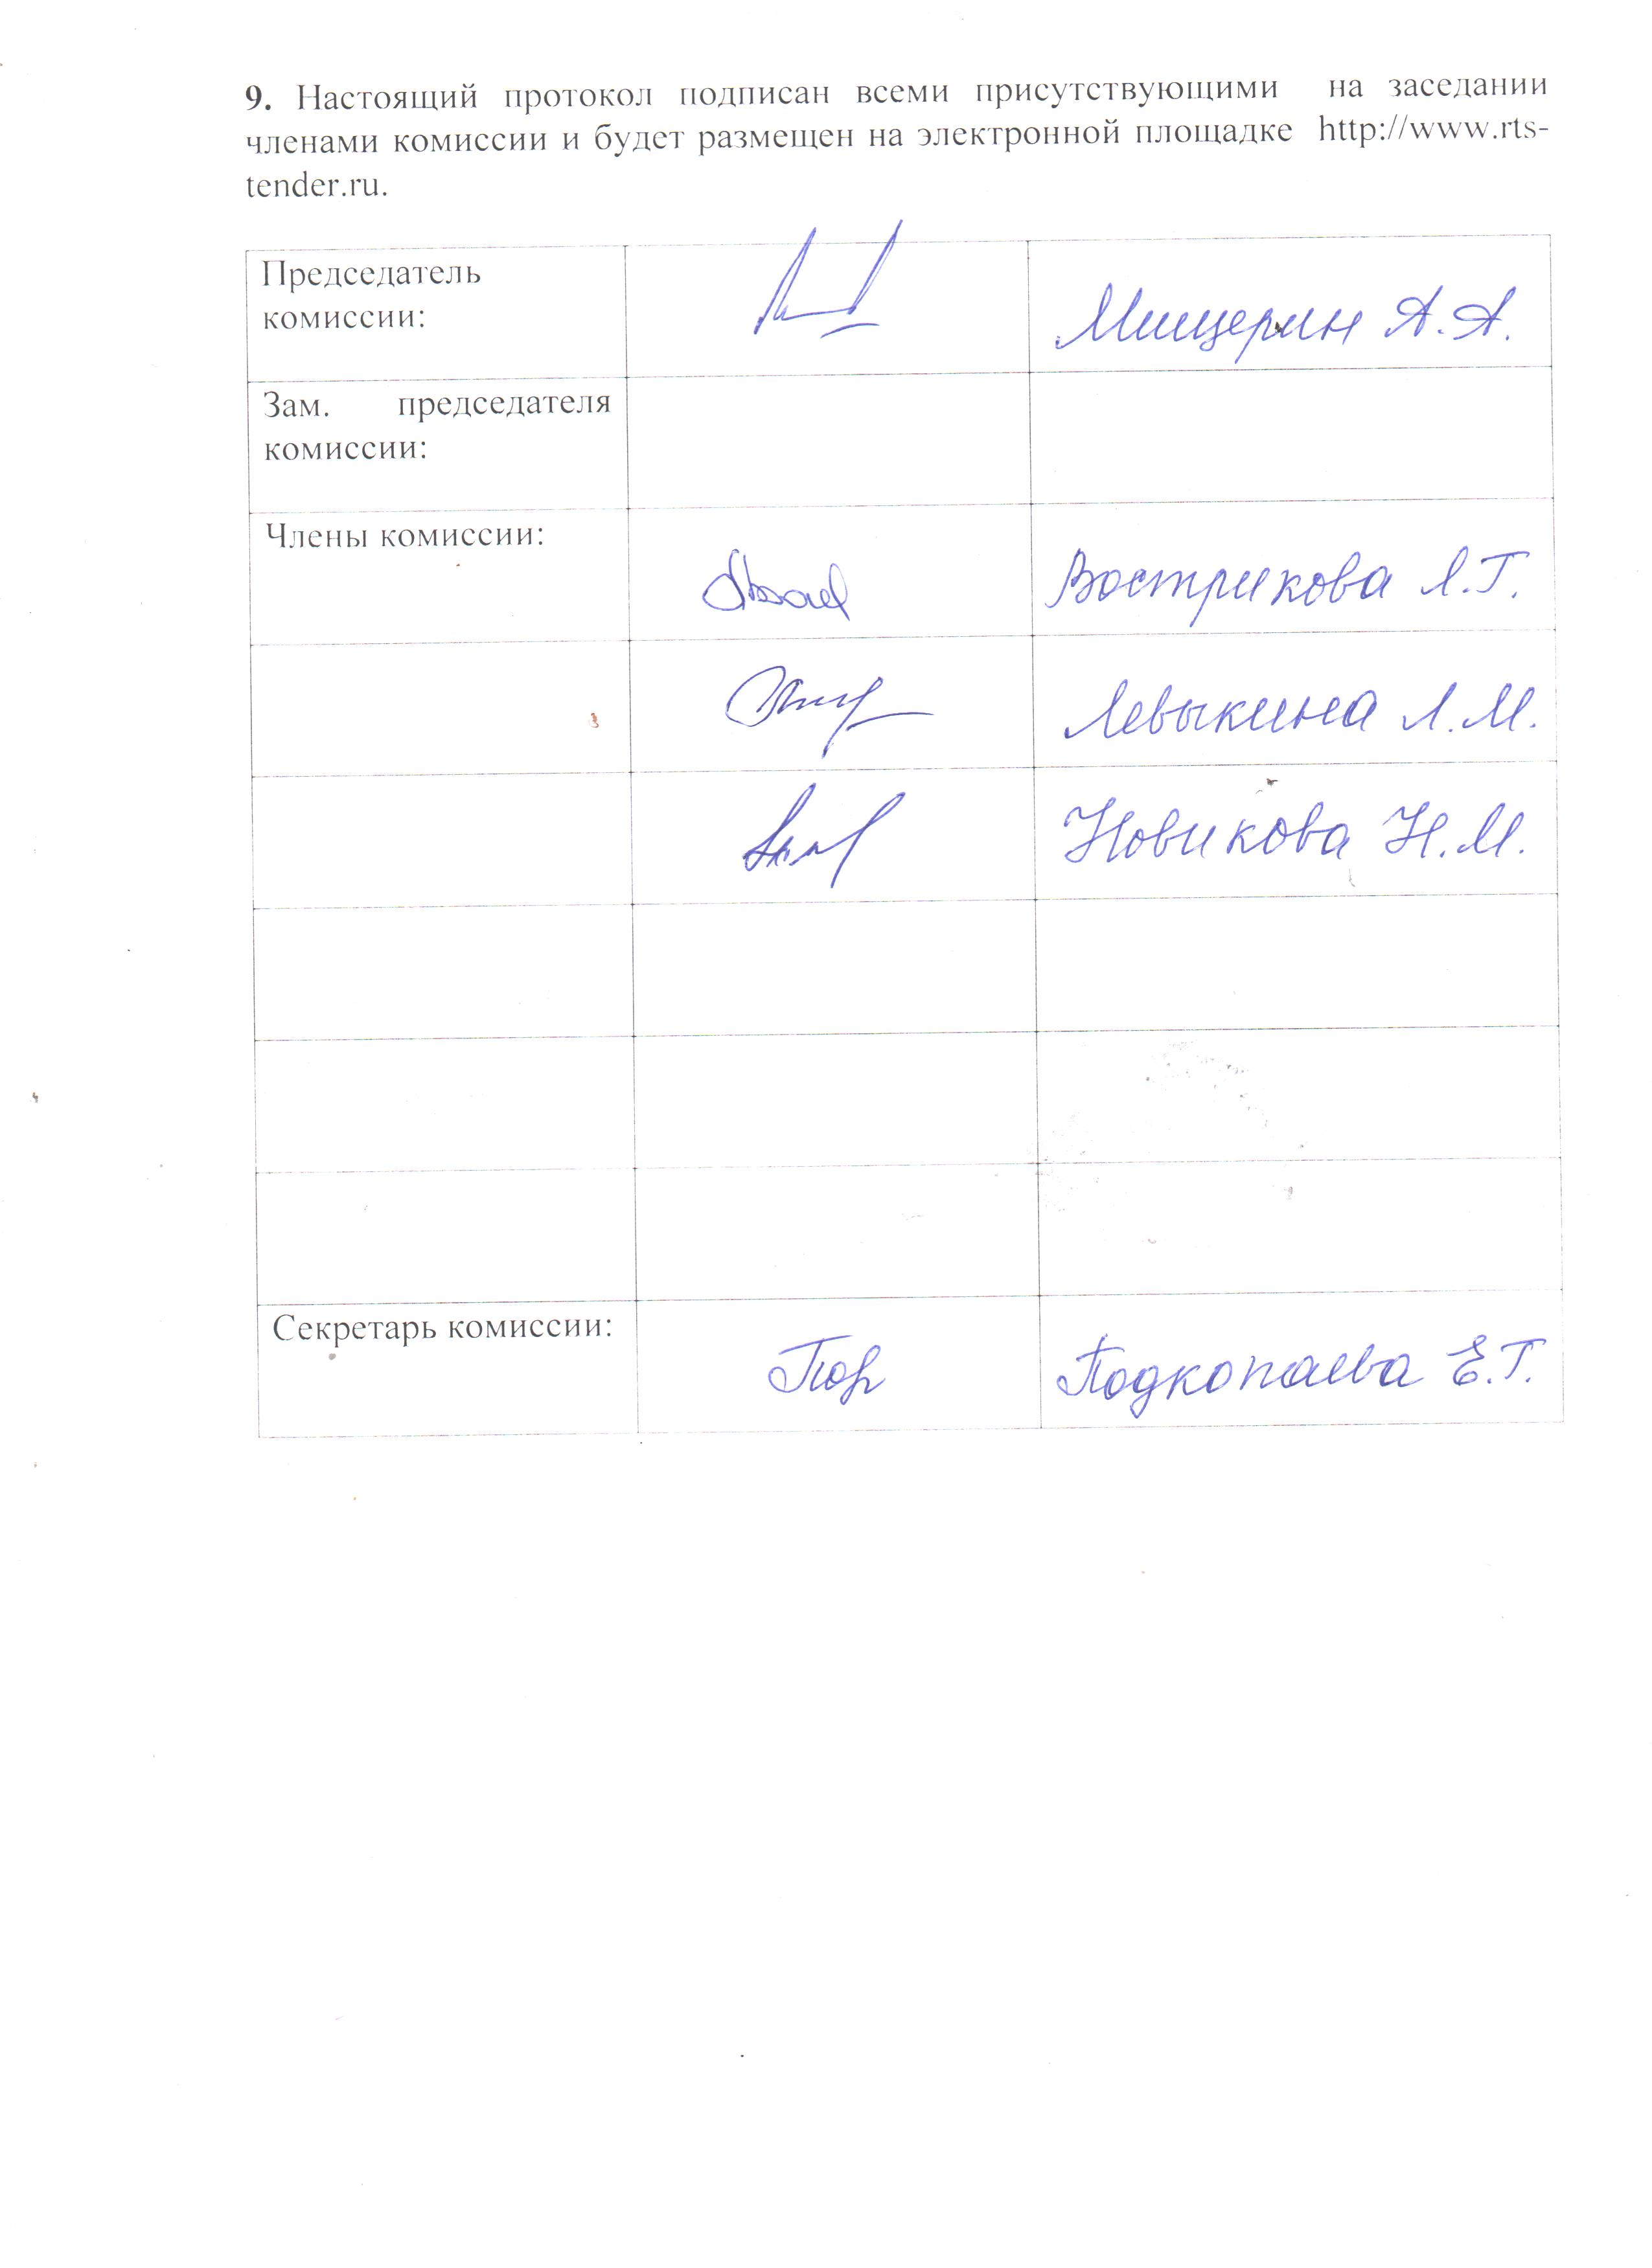 9. Настоящий протокол подписан всеми присутствующими на заседании
членами комиссии и будет размещен на электронной площадке http://www.rts-
tender.ru.
Председатель
комиссии:
Мищерин А.А.
Зам. председателя
комиссии:
Члены комиссии:
Вострикова Л.Г.
Левыкина Л.М.
Новикова Н.М.
Секретарь комиссии:
Подкопаева Е.Г.